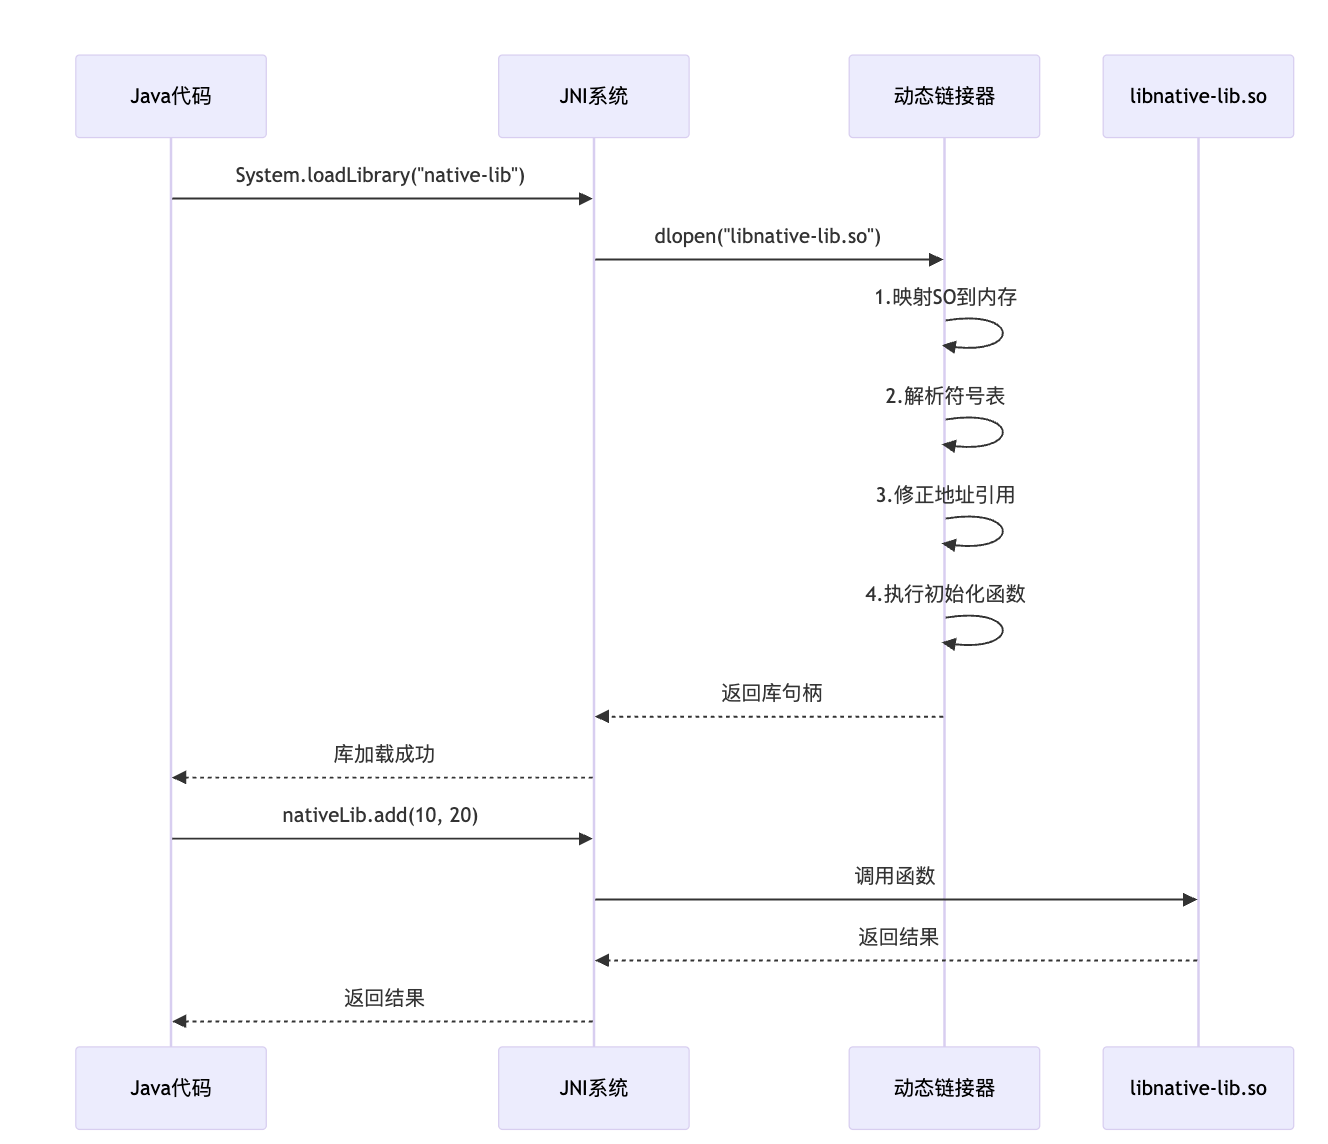 Java代码
JNI系统
动态链接器
libnative-lib.so
System.loadLibrary("native-lib")
dlopen("libnative-lib.so")
1.映射SO到内存
2.解析符号表
3.修正地址引用
4.执行初始化函数
返回库句柄
库加载成功
nativeLib.add(10, 20)
调用函数
返回结果
返回结果
Java代码
JNI系统
动态链接器
libnative-lib.so